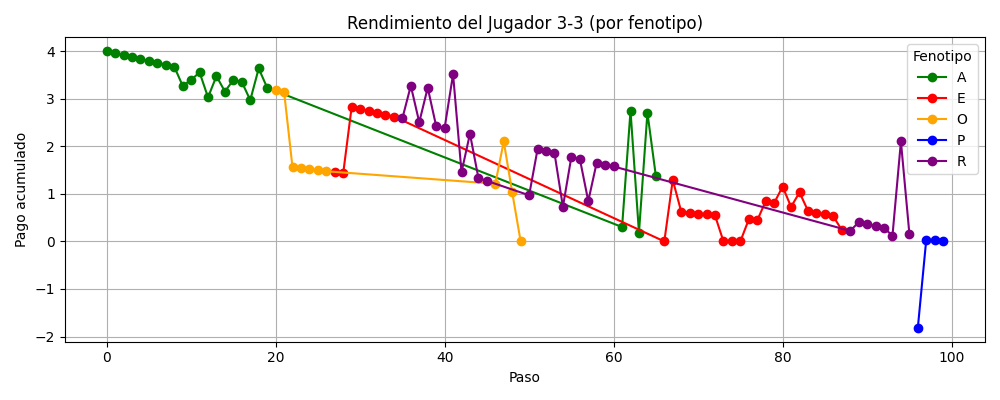 Rendimiento del Jugador 3-3 (por fenotipo)
Pago acumulado
4
3
2
1
0
−1
−2
Fenotipo
A
E
O
P
R
0
20
40
60
80
100
Paso